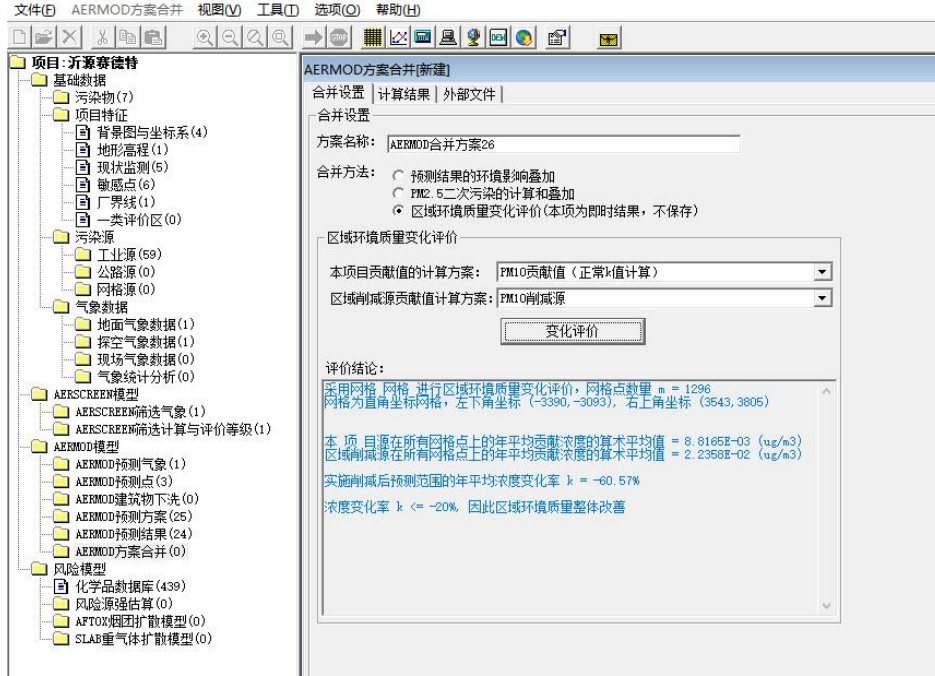 文件(F) AERMOD方案合并 视图(V) 工具(T) 选项(O) 帮助(H)
项目:沂源赛德特
基础数据
污染物(7)
项目特征
背景图与坐标系(4)
地形高程(1)
现状监测(5)
敏感点(6)
厂界线(1)
一类评价区(0)
污染源
工业源(59)
公路源(0)
网格源(0)
气象数据
地面气象数据(1)
探空气象数据(1)
现场气象数据(0)
气象统计分析(0)
AERSCREEN模型
AERSCREEN筛选气象(1)
AERSCREEN筛选计算与评价等级(1)
AERMOD模型
AERMOD预测气象(1)
AERMOD预测点(3)
AERMOD建筑物下洗(0)
AERMOD预测方案(25)
AERMOD预测结果(24)
AERMOD方案合并(0)
风险模型
化学品数据库(439)
风险源强估算(0)
AFTOX烟团扩散模型(0)
SLAB重气体扩散模型(0)
AERMOD方案合并[新建]
合并设置 计算结果 外部文件
合并设置
方案名称: AERMOD合并方案26
合并方法: 预测结果的环境影响叠加
PM2.5二次污染的计算和叠加
区域环境质量变化评价(本项为即时结果，不保存)
区域环境质量变化评价
本项目贡献值的计算方案: PM10贡献值（正常k值计算）
区域削减源贡献值计算方案: PM10削减源
变化评价
评价结论:
采用网格 网格 进行区域环境质量变化评价，网格点数量 m = 1296
网格为直角坐标网格，左下角坐标 (-3390,-3093), 右上角坐标 (3543,3805)
本 项 目源在所有网格点上的年平均贡献浓度的算术平均值 = 8.8165E-03 (ug/m3)
区域削减源在所有网格点上的年平均贡献浓度的算术平均值 = 2.2358E-02 (ug/m3)
实施削减后预测范围的年平均浓度变化率 k = -60.57%
浓度变化率 k <= -20%, 因此区域环境质量整体改善